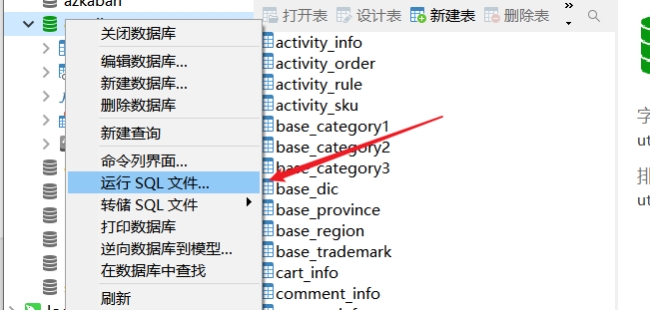 azkaban
关闭数据库
编辑数据库...
新建数据库...
删除数据库
新建查询
命令列界面...
运行 SQL 文件...
转储 SQL 文件
打印数据库
逆向数据库到模型...
在数据库中查找
刷新
打开表 设计表 新建表 删除表
activity_info
activity_order
activity_rule
activity_sku
base_category1
base_category2
base_category3
base_dic
base_province
base_region
base_trademark
cart_info
comment_info
字
ut
排
ut